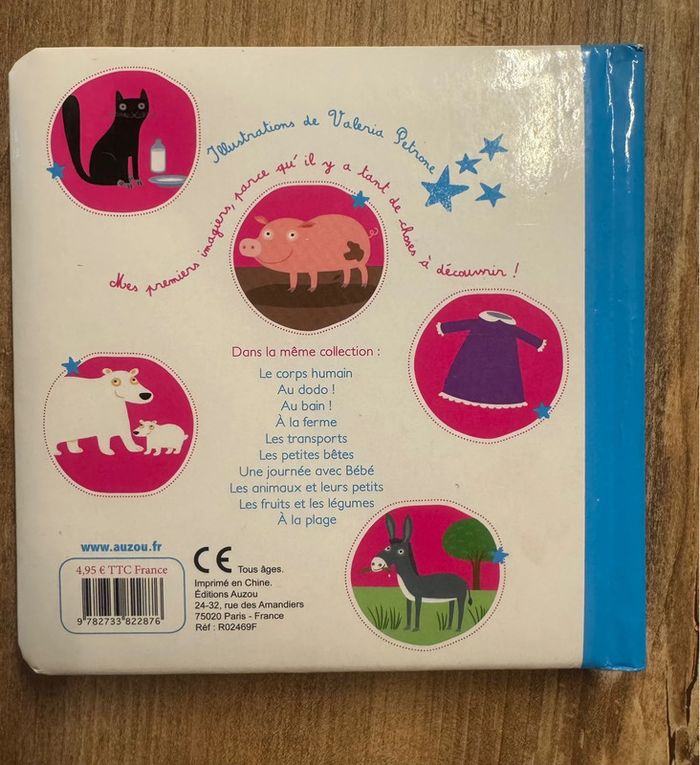 Illustrations de Valeria Petrone
Mes premiers imagiers, parce qu'il y a tant de choses à découvrir !
Dans la même collection :
Le corps humain
Au dodo !
Au bain !
À la ferme
Les transports
Les petites bêtes
Une journée avec Bébé
Les animaux et leurs petits
Les fruits et les légumes
À la plage
www.auzou.fr
4,95 € TTC France
9 782733 822876
CE Tous âges.
Imprimé en Chine.
Éditions Auzou
24-32, rue des Amandiers
75020 Paris - France
Réf : R02469F